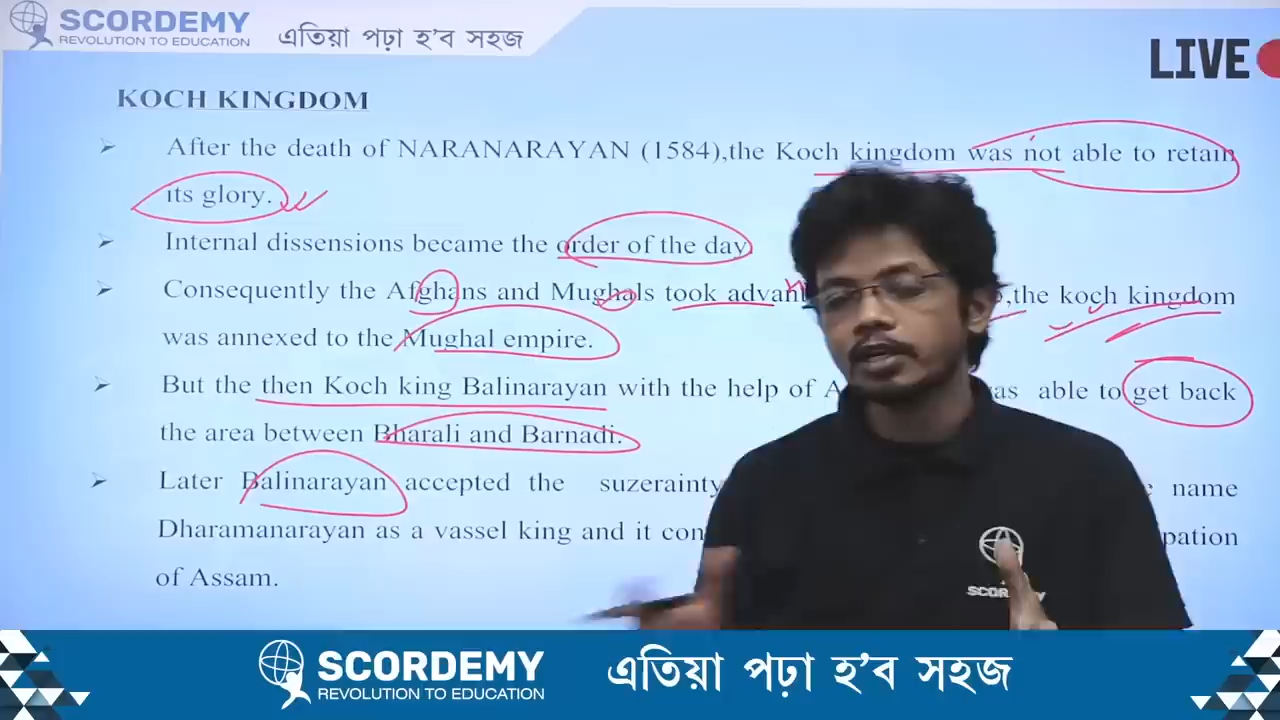 SCORDEMY
REVOLUTION TO EDUCATION
এতিয়া পঢ়া হ'ব সহজ
LIVE
KOCH KINGDOM
After the death of NARANARAYAN (1584),the Koch kingdom was not able to retain
its glory.
Internal dissensions became the order of the day
Consequently the Afghans and Mughals took ,the koch kingdom
was annexed to the Mughal empire.
But the then Koch king Balinarayan with the help of able to get back
the area between Bharali and Barnadi.
Later Balinarayan accepted the suzerainty name
Dharamanarayan as a vassel king and it
of Assam.
SCORDEMY
REVOLUTION TO EDUCATION
এতিয়া পঢ়া হ'ব সহজ